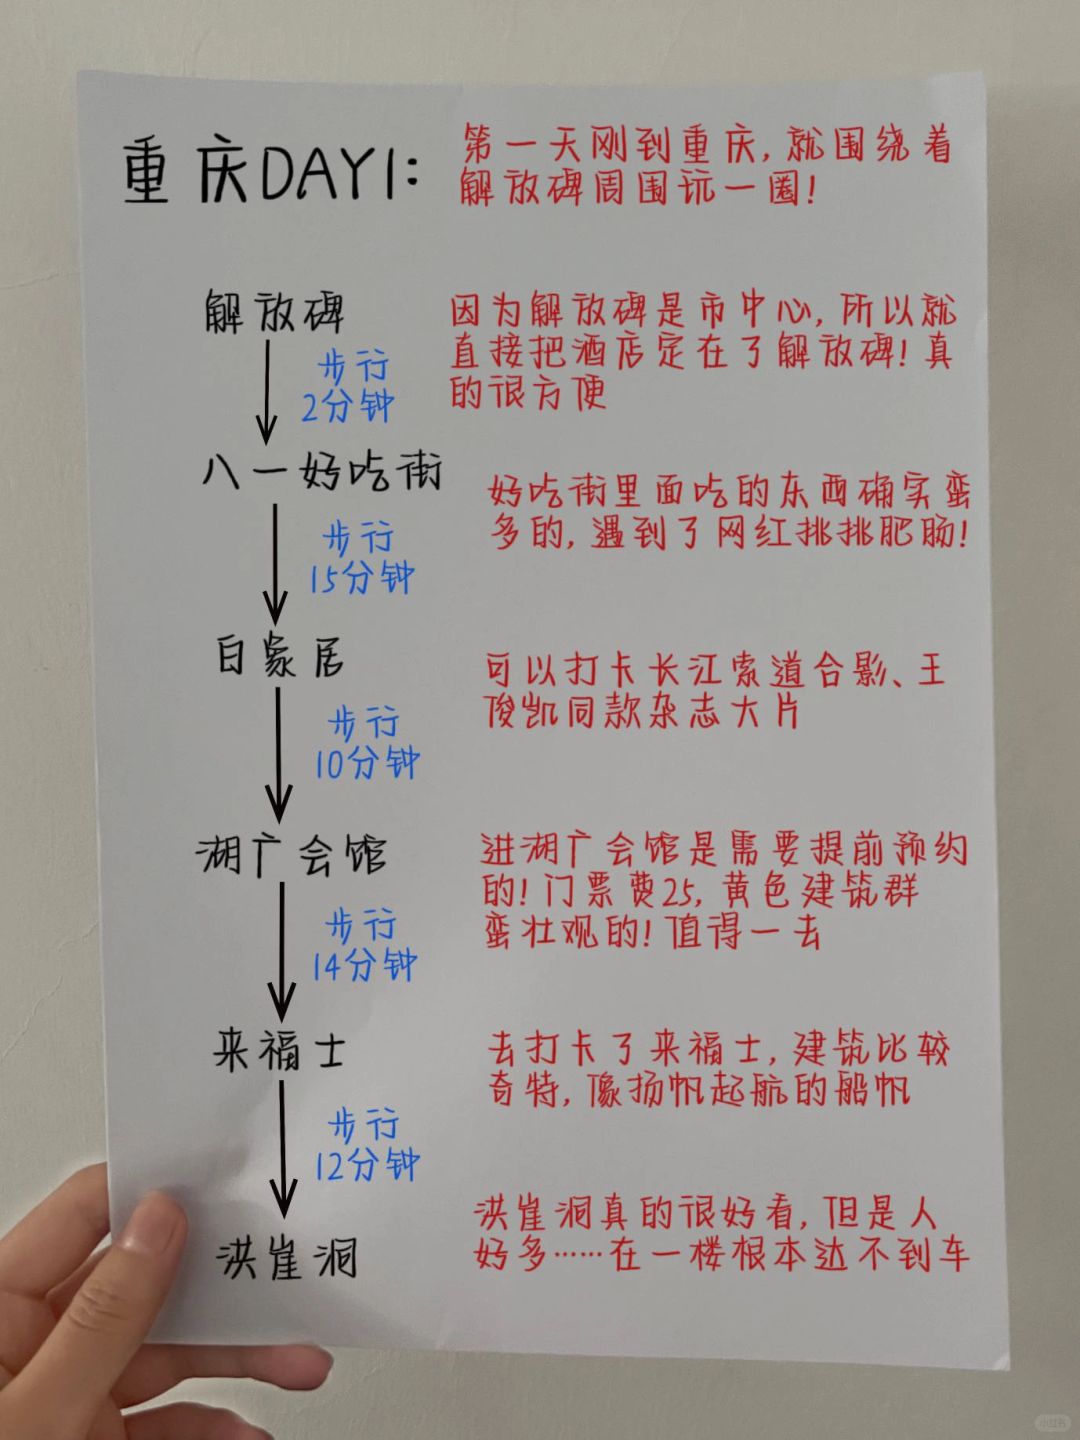 重庆DAY1:
第一天刚到重庆,就围绕着
解放碑周围玩一圈!
解放碑
因为解放碑是市中心,所以就
直接把酒店定在了解放碑!真
的很方便
步行
2分钟
八一好吃街
好吃街里面吃的东西确实蛮
多的,遇到了网红挑挑肥肠!
步行
15分钟
白象居
可以打卡长江索道合影、王
俊凯同款杂志大片
步行
10分钟
湖广会馆
进湖广会馆是需要提前预约
的!门票费25,黄色建筑群
蛮壮观的!值得一去
步行
14分钟
来福士
去打卡了来福士,建筑比较
奇特,像扬帆起航的船帆
步行
12分钟
洪崖洞
洪崖洞真的很好看,但是人
好多……在一楼根本达不到车
小红书